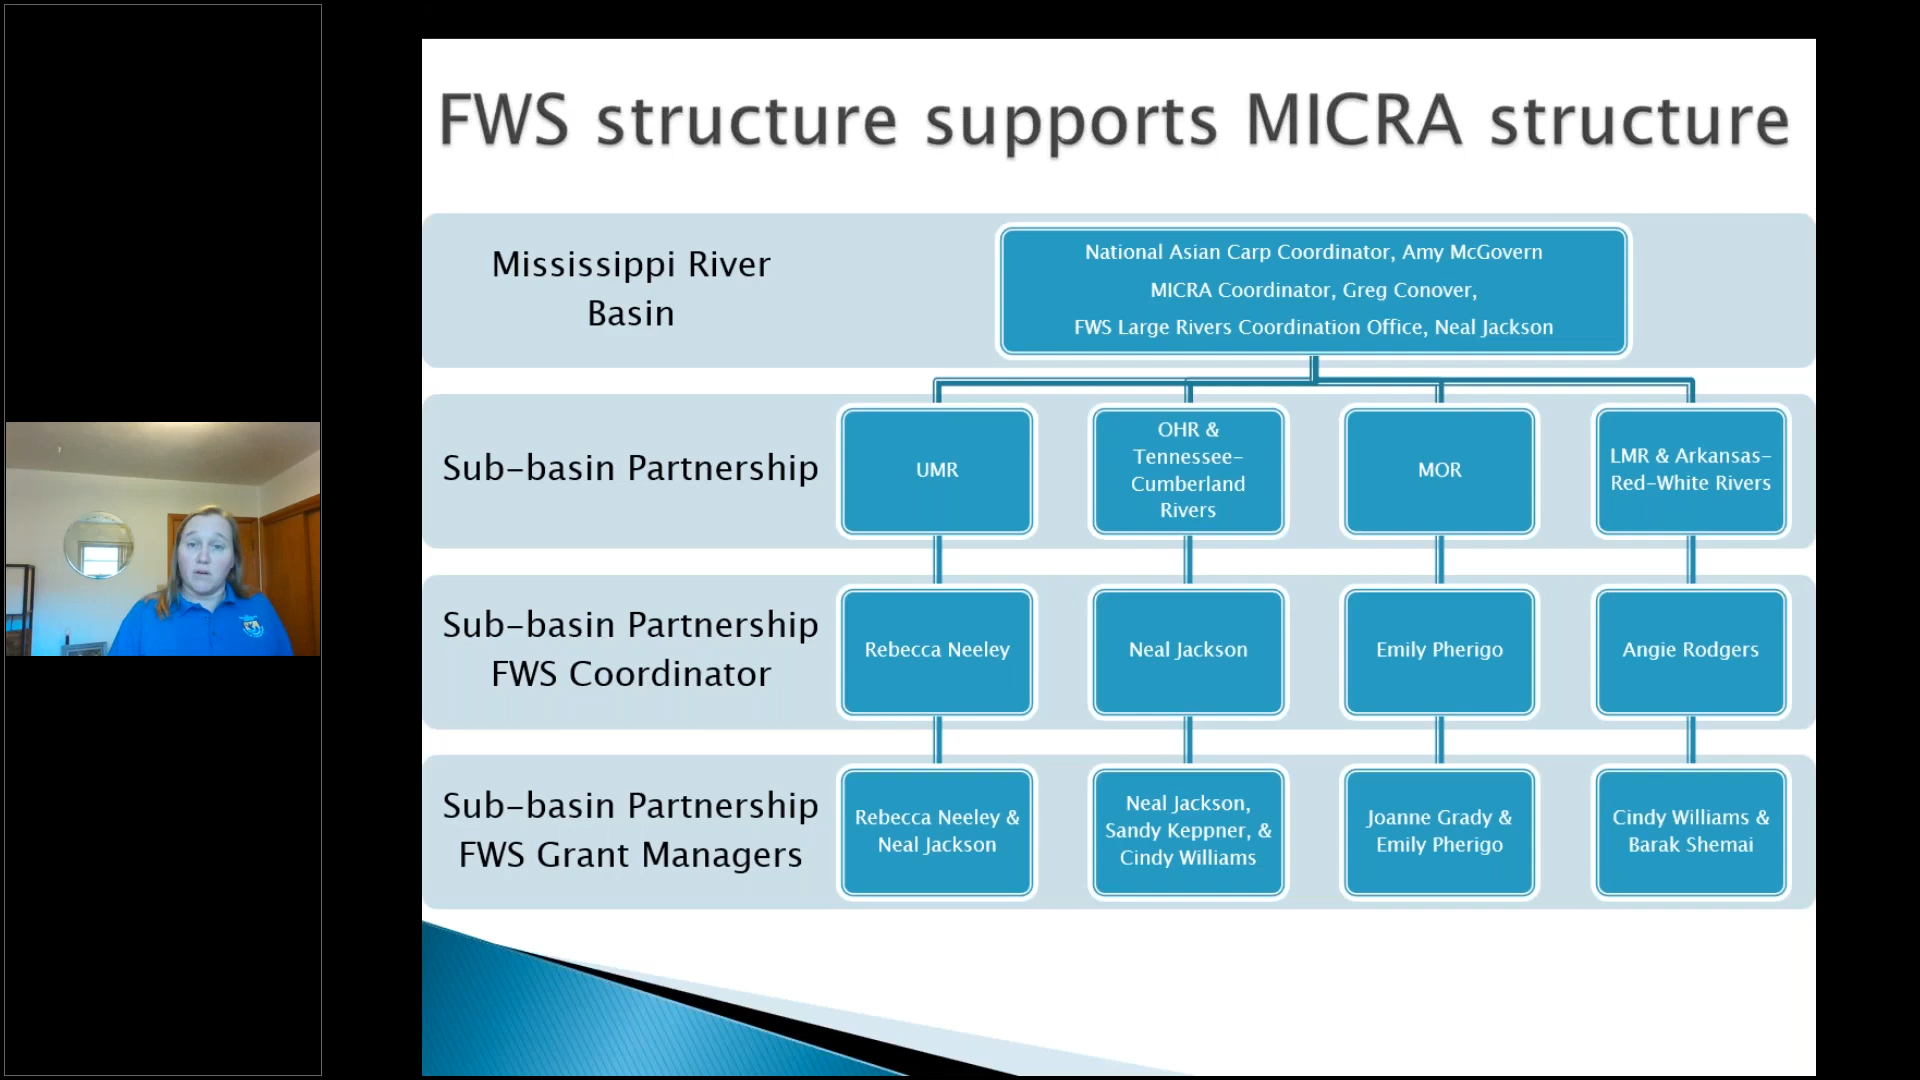 FWS structure supports MICRA structure
Mississippi River
Basin
National Asian Carp Coordinator, Amy McGovern
MICRA Coordinator, Greg Conover,
FWS Large Rivers Coordination Office, Neal Jackson
Sub-basin Partnership
UMR
OHR &
Tennessee-
Cumberland
Rivers
MOR
LMR & Arkansas-
Red-White Rivers
Sub-basin Partnership
FWS Coordinator
Rebecca Neeley
Neal Jackson
Emily Pherigo
Angie Rodgers
Sub-basin Partnership
FWS Grant Managers
Rebecca Neeley &
Neal Jackson
Neal Jackson,
Sandy Keppner, &
Cindy Williams
Joanne Grady &
Emily Pherigo
Cindy Williams &
Barak Shemai